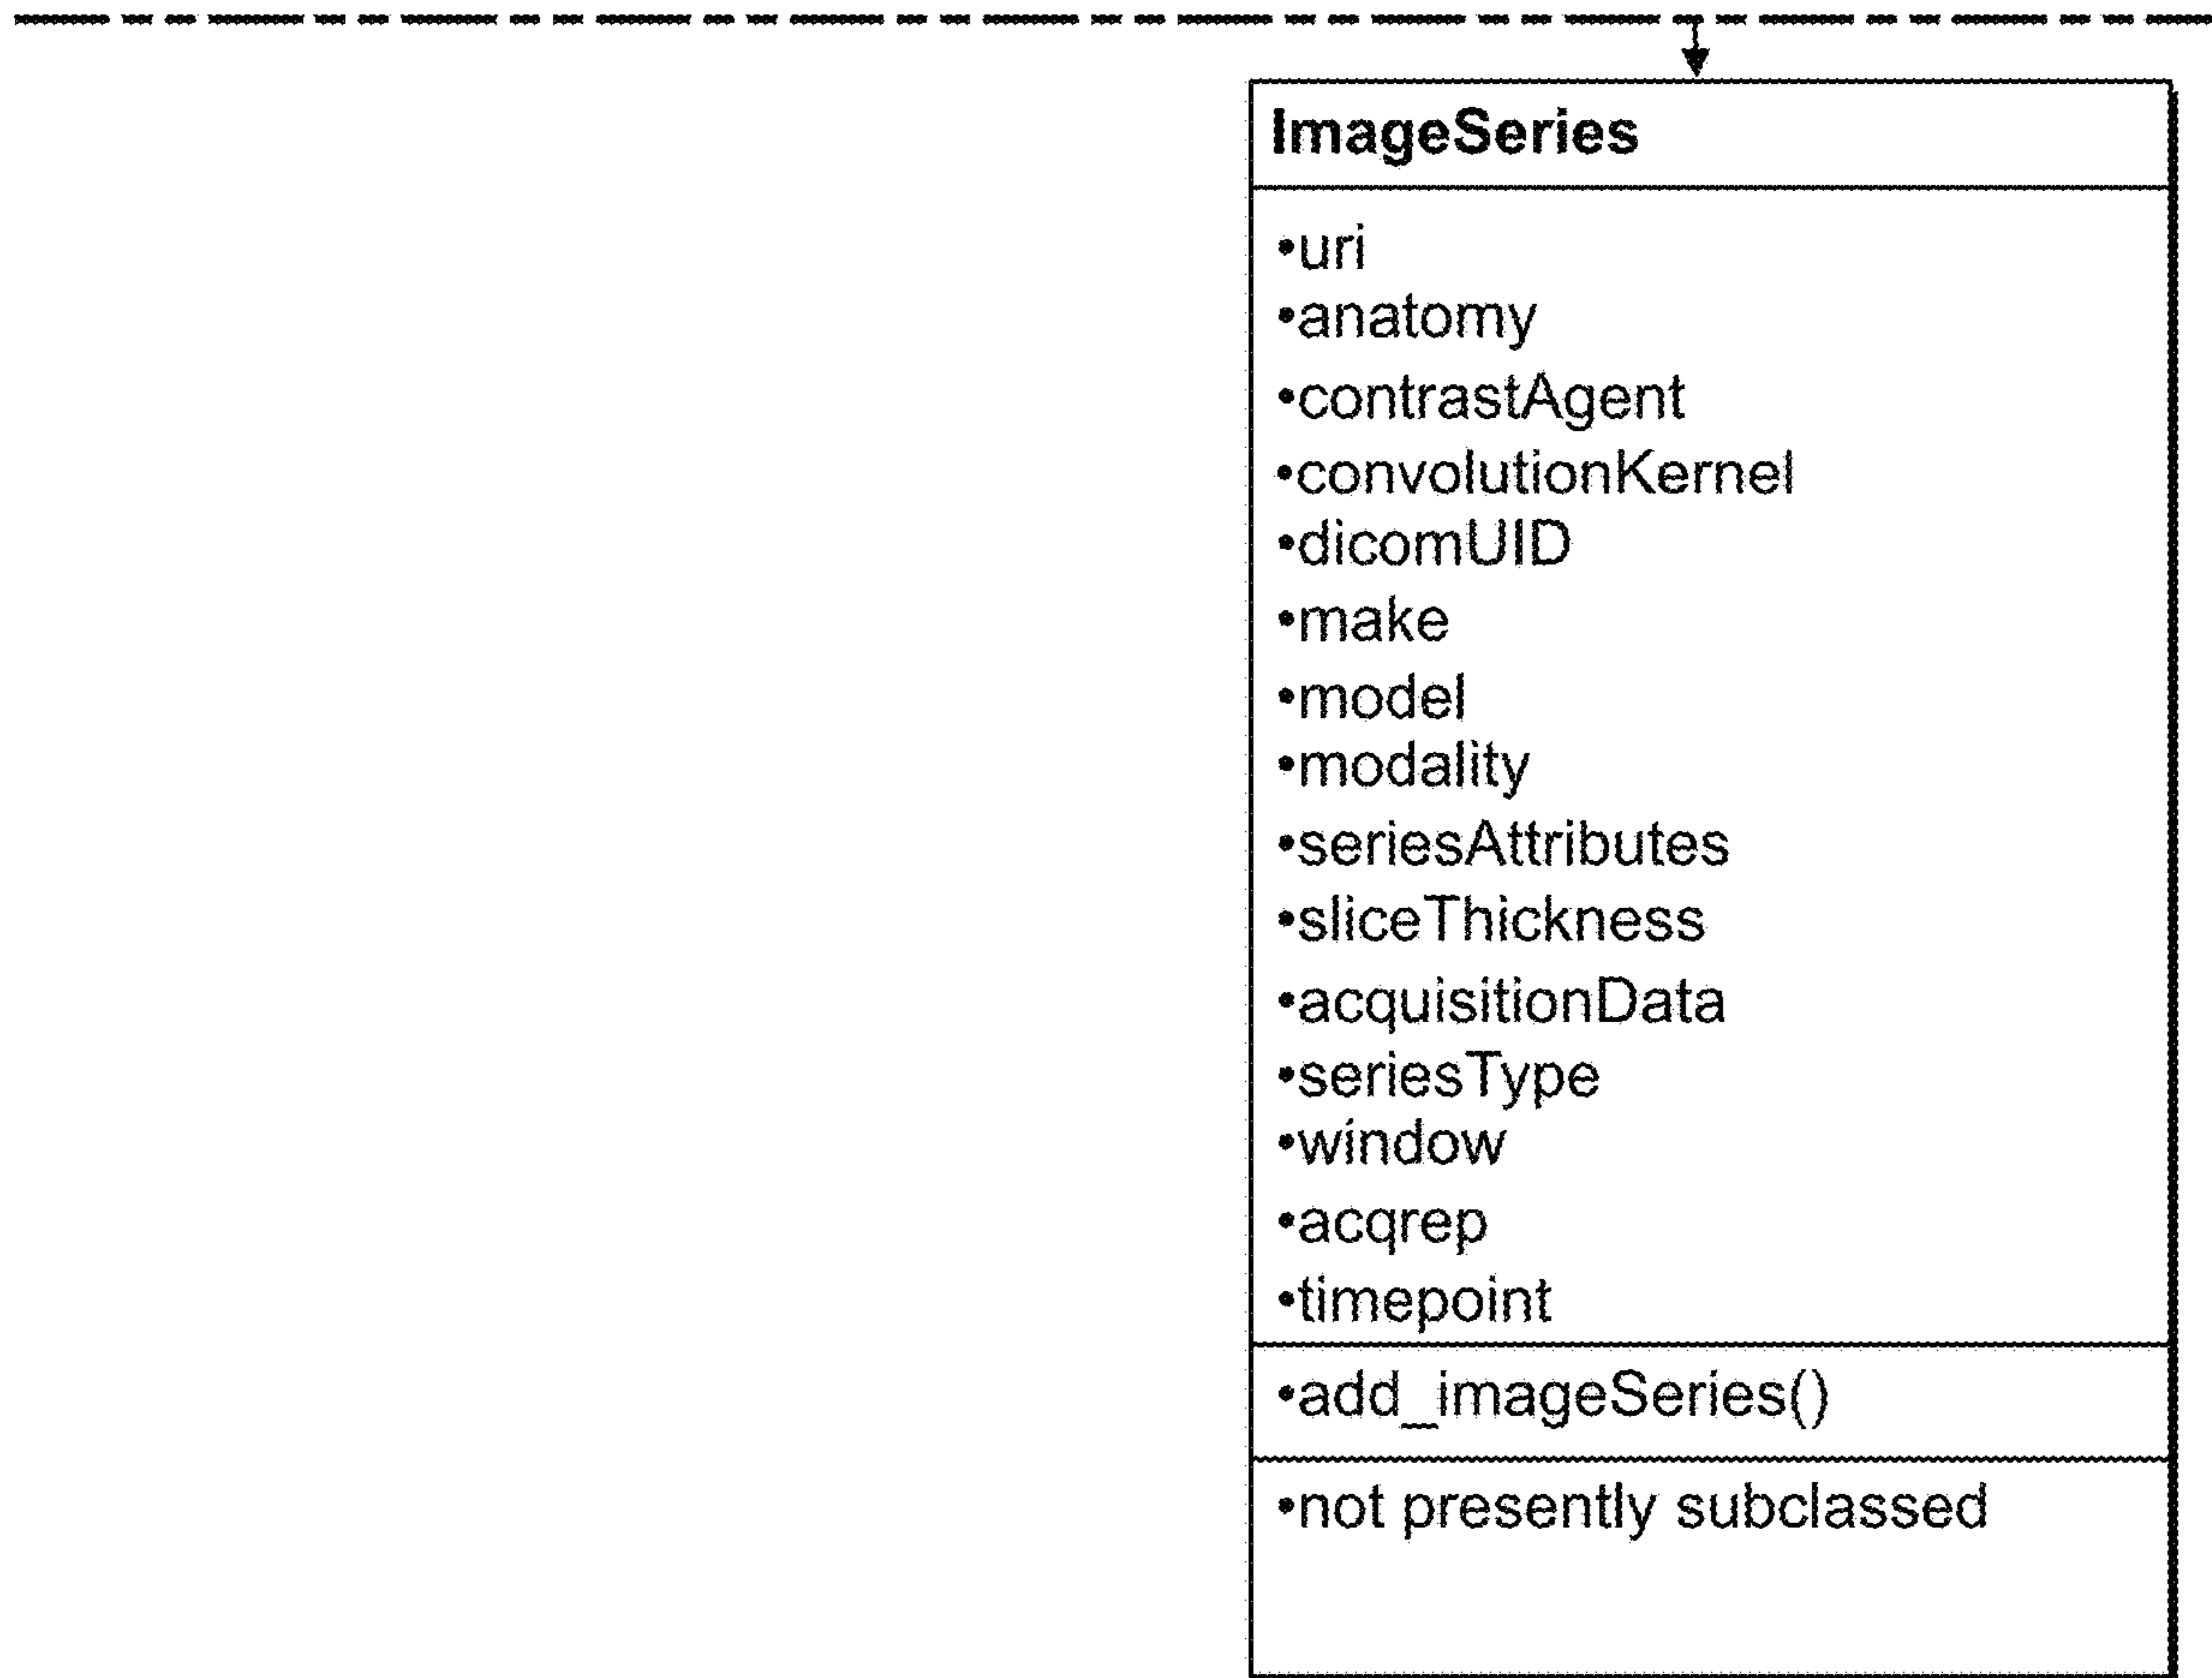 ImageSeries
•uri
•anatomy
•contrastAgent
•convolutionKernel
•dicomUID
•make
•model
•modality
•seriesAttributes
•sliceThickness
•acquisitionData
•seriesType
•window
•acqrep
•timepoint
•add_imageSeries()
•not presently subclassed